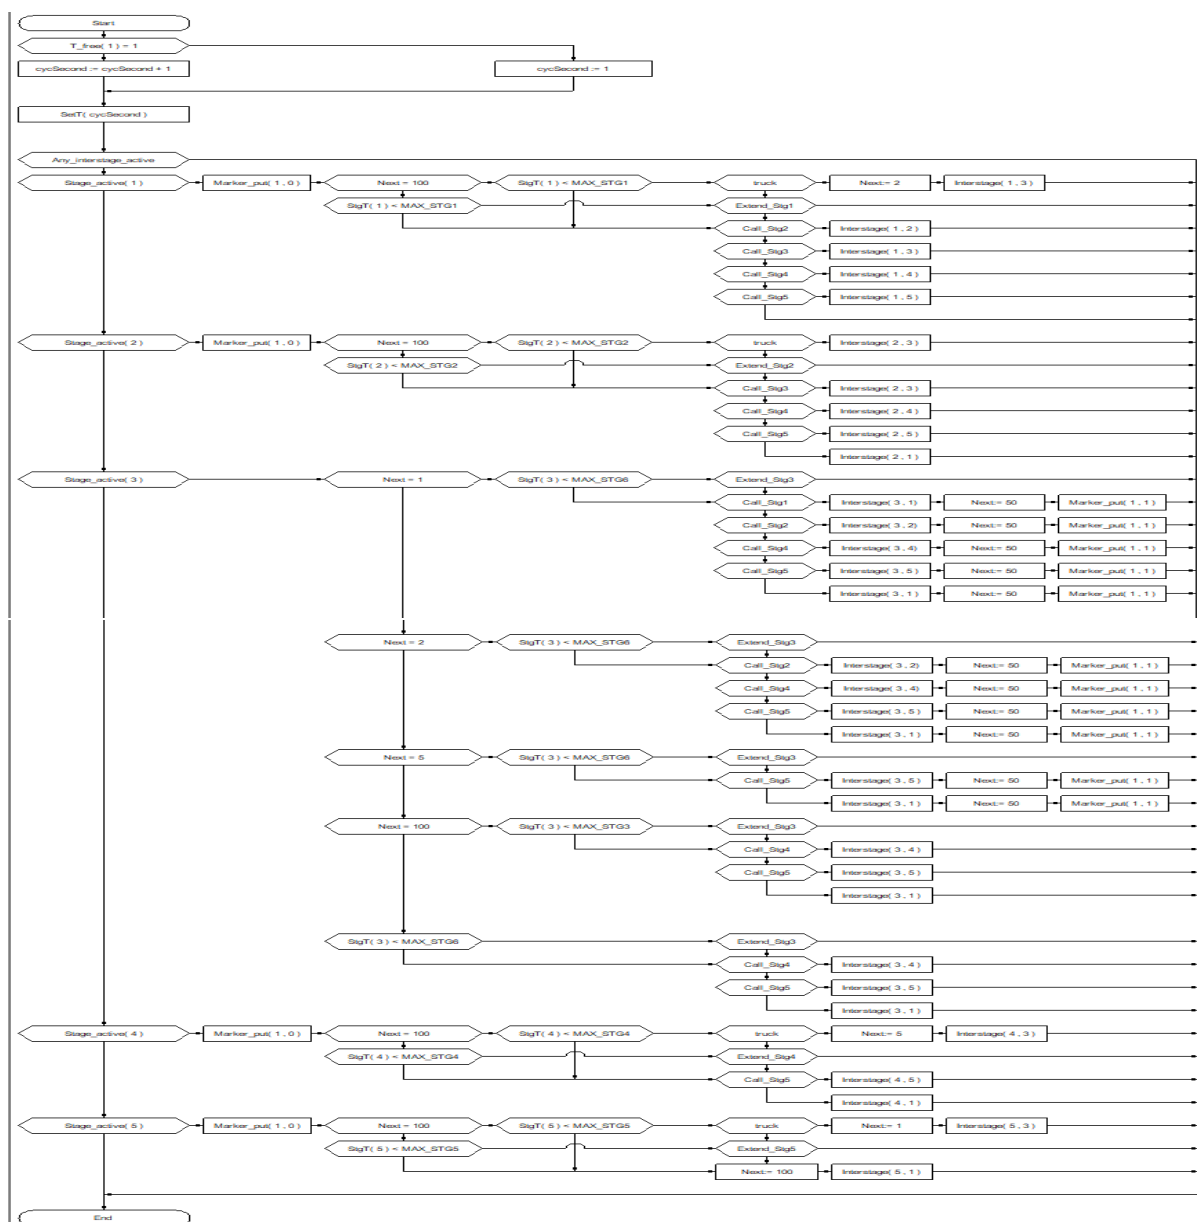 Start
T_free( 1 ) = 1
cycSecond := cycSecond + 1 cycSecond := 1
SetT( cycSecond )
Any_interstage_active
Stage_active( 1 ) Marker_put( 1 , 0 ) Next = 100 StgT( 1 ) < MAX_STG1 truck Next:= 2 Interstage( 1 , 3 )
StgT( 1 ) < MAX_STG1 Extend_Stg1
Call_Stg2 Interstage( 1 , 2 )
Call_Stg3 Interstage( 1 , 3 )
Call_Stg4 Interstage( 1 , 4 )
Call_Stg5 Interstage( 1 , 5 )
Stage_active( 2 ) Marker_put( 1 , 0 ) Next = 100 StgT( 2 ) < MAX_STG2 truck Interstage( 2 , 3 )
StgT( 2 ) < MAX_STG2 Extend_Stg2
Call_Stg3 Interstage( 2 , 3 )
Call_Stg4 Interstage( 2 , 4 )
Call_Stg5 Interstage( 2 , 5 )
Interstage( 2 , 1 )
Stage_active( 3 ) Next = 1 StgT( 3 ) < MAX_STG6 Extend_Stg3
Call_Stg1 Interstage( 3 , 1) Next:= 50 Marker_put( 1 , 1 )
Call_Stg2 Interstage( 3 , 2) Next:= 50 Marker_put( 1 , 1 )
Call_Stg4 Interstage( 3 , 4) Next:= 50 Marker_put( 1 , 1 )
Call_Stg5 Interstage( 3 , 5 ) Next:= 50 Marker_put( 1 , 1 )
Interstage( 3 , 1 ) Next:= 50 Marker_put( 1 , 1 )
Next = 2 StgT( 3 ) < MAX_STG6 Extend_Stg3
Call_Stg2 Interstage( 3 , 2) Next:= 50 Marker_put( 1 , 1 )
Call_Stg4 Interstage( 3 , 4) Next:= 50 Marker_put( 1 , 1 )
Call_Stg5 Interstage( 3 , 5 ) Next:= 50 Marker_put( 1 , 1 )
Interstage( 3 , 1 ) Next:= 50 Marker_put( 1 , 1 )
Next = 5 StgT( 3 ) < MAX_STG6 Extend_Stg3
Call_Stg5 Interstage( 3 , 5 ) Next:= 50 Marker_put( 1 , 1 )
Interstage( 3 , 1 ) Next:= 50 Marker_put( 1 , 1 )
Next = 100 StgT( 3 ) < MAX_STG3 Extend_Stg3
Call_Stg4 Interstage( 3 , 4 )
Call_Stg5 Interstage( 3 , 5 )
Interstage( 3 , 1 )
StgT( 3 ) < MAX_STG6 Extend_Stg3
Call_Stg4 Interstage( 3 , 4 )
Call_Stg5 Interstage( 3 , 5 )
Interstage( 3 , 1 )
Stage_active( 4 ) Marker_put( 1 , 0 ) Next = 100 StgT( 4 ) < MAX_STG4 truck Next:= 5 Interstage( 4 , 3 )
StgT( 4 ) < MAX_STG4 Extend_Stg4
Call_Stg5 Interstage( 4 , 5 )
Interstage( 4 , 1 )
Stage_active( 5 ) Marker_put( 1 , 0 ) Next = 100 StgT( 5 ) < MAX_STG5 truck Next:= 1 Interstage( 5 , 3 )
StgT( 5 ) < MAX_STG5 Extend_Stg5
Next:= 100 Interstage( 5 , 1 )
End